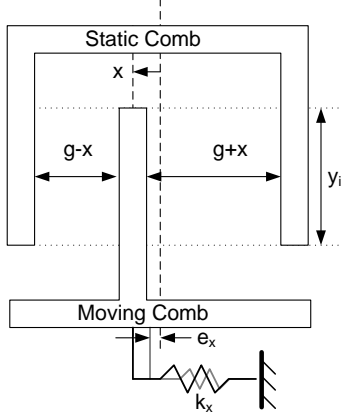 Static Comb
x
g-x
g+x
yi
Moving Comb
ex
kx